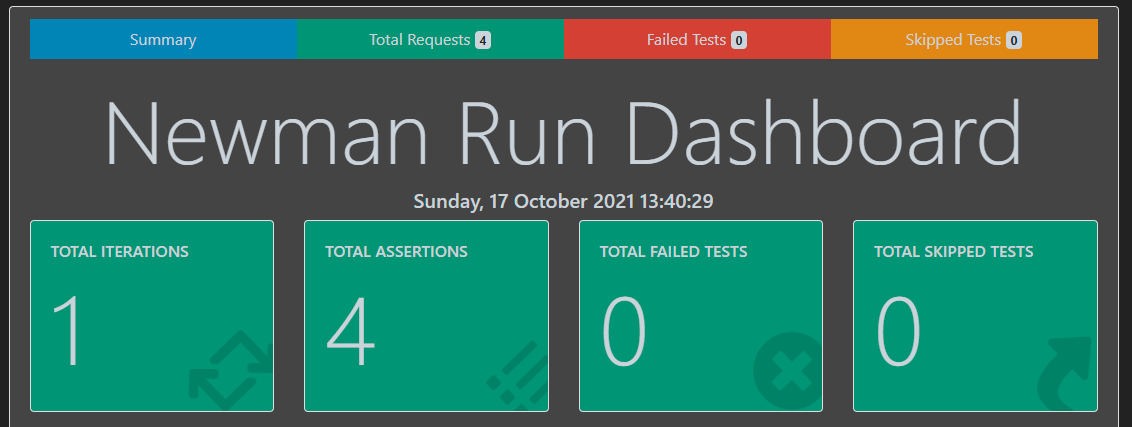 Summary Total Requests 4 Failed Tests 0 Skipped Tests 0
Newman Run Dashboard
Sunday, 17 October 2021 13:40:29
TOTAL ITERATIONS TOTAL ASSERTIONS TOTAL FAILED TESTS TOTAL SKIPPED TESTS
1 4 0 0